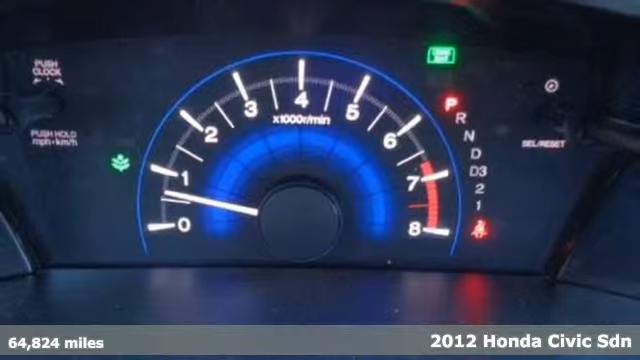 PUSH
CLOCK
PUSH HOLD
mph↔km/h
0
1
2
3
4
5
6
7
8
x1000r/min
P
R
N
D
D3
2
1
SEL/RESET
64,824 miles
2012 Honda Civic Sdn